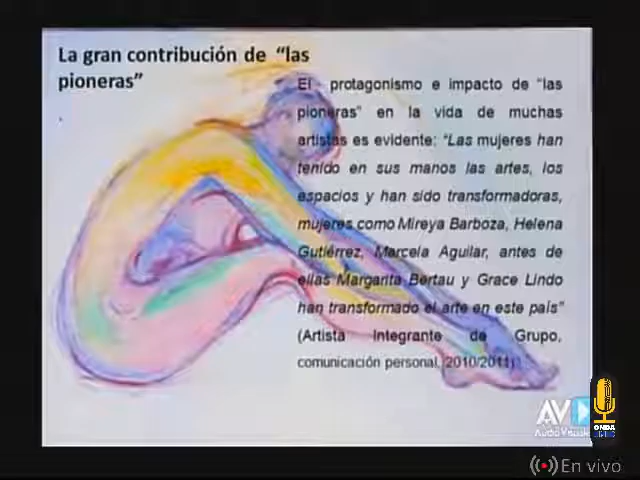 La gran contribución de “las
pioneras”
El protagonismo e impacto de “las
pioneras” en la vida de muchas
artistas es evidente: “Las mujeres han
tenido en sus manos las artes, los
espacios y han sido transformadoras,
mujeres como Mireya Barboza, Helena
Gutiérrez, Marcela Aguilar, antes de
ellas Margarita Bertau y Grace Lindo
han transformado el arte en este país”
(Artista Integrante de Grupo,
comunicación personal, 2010/2011)
AV
ONDA
En vivo